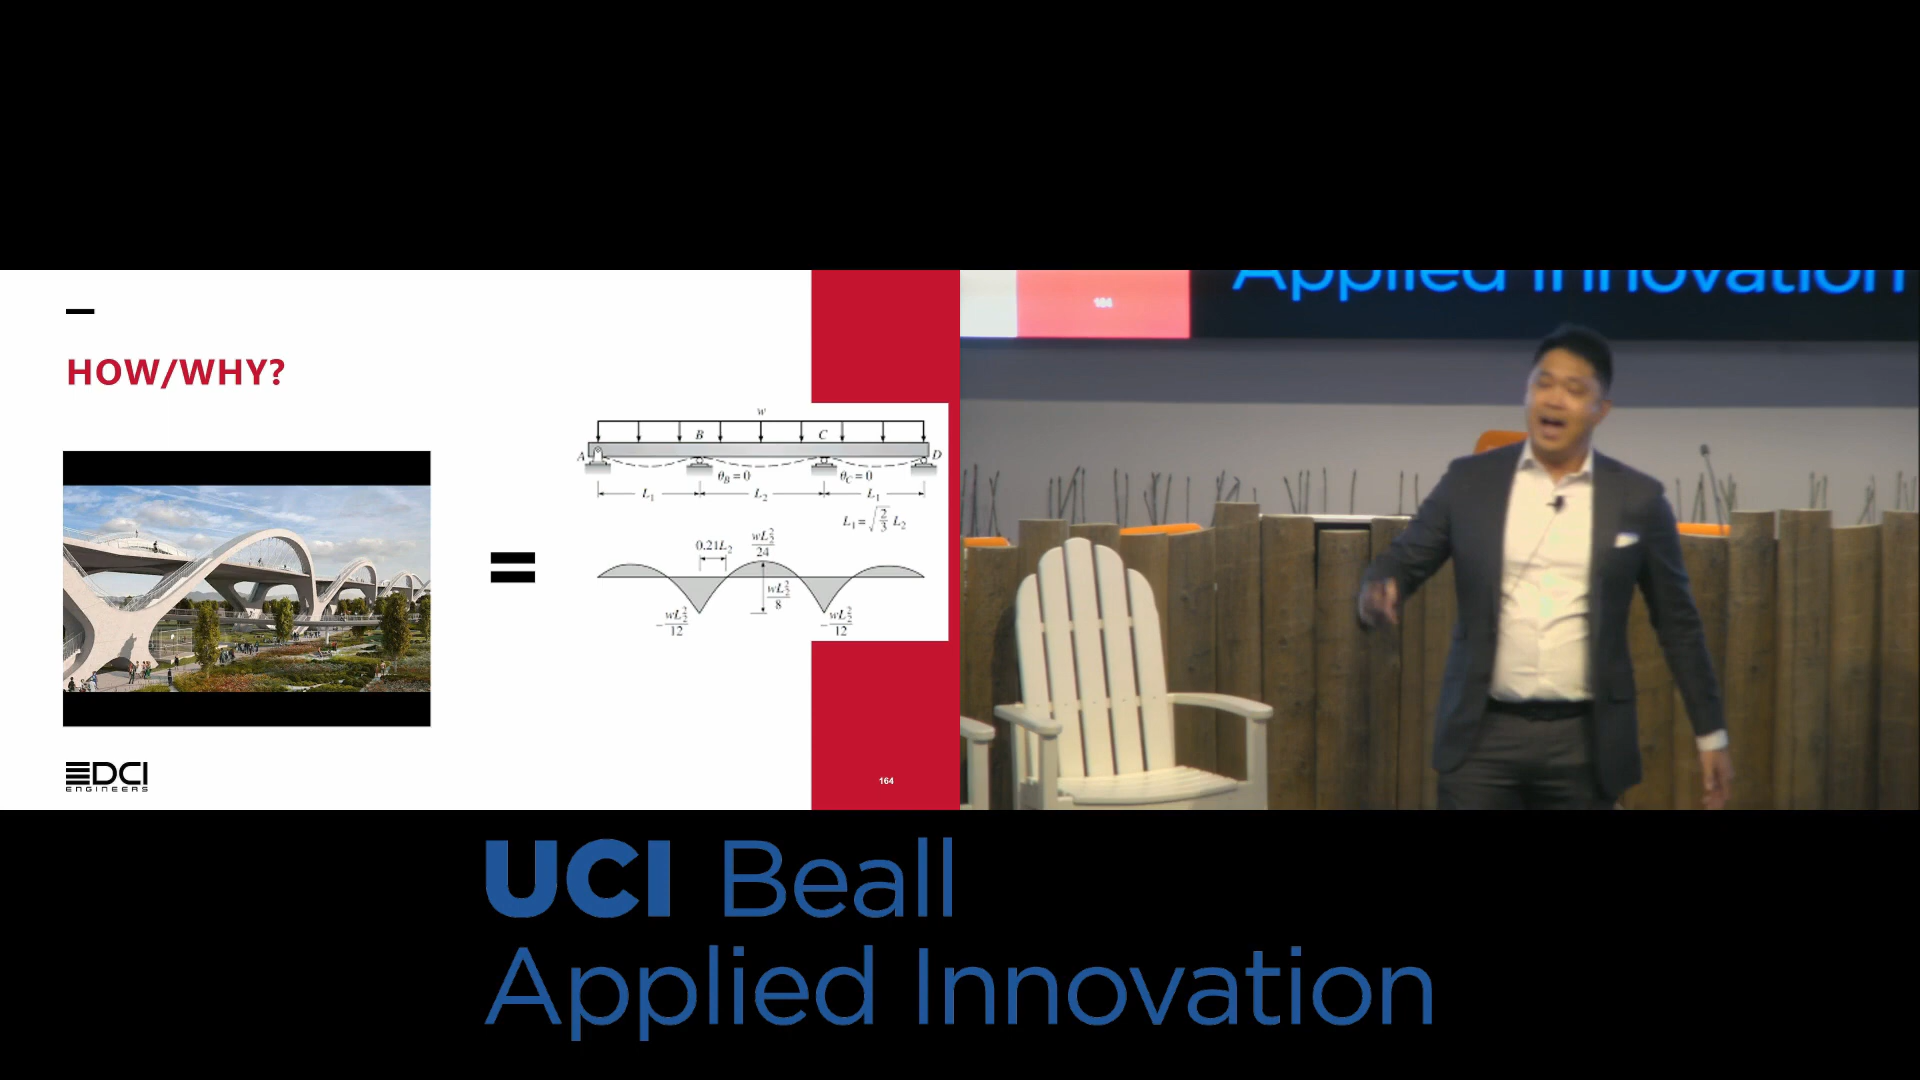 HOW/WHY?
w
A
B
C
D
θB = 0
θC = 0
L1
L2
L1
L1 = √2/3 L2
0.21L2
wL2²/24
wL2²/8
-wL2²/12
-wL2²/12
DCI
ENGINEERS
164
Applied Innovation
164
UCI Beall
Applied Innovation